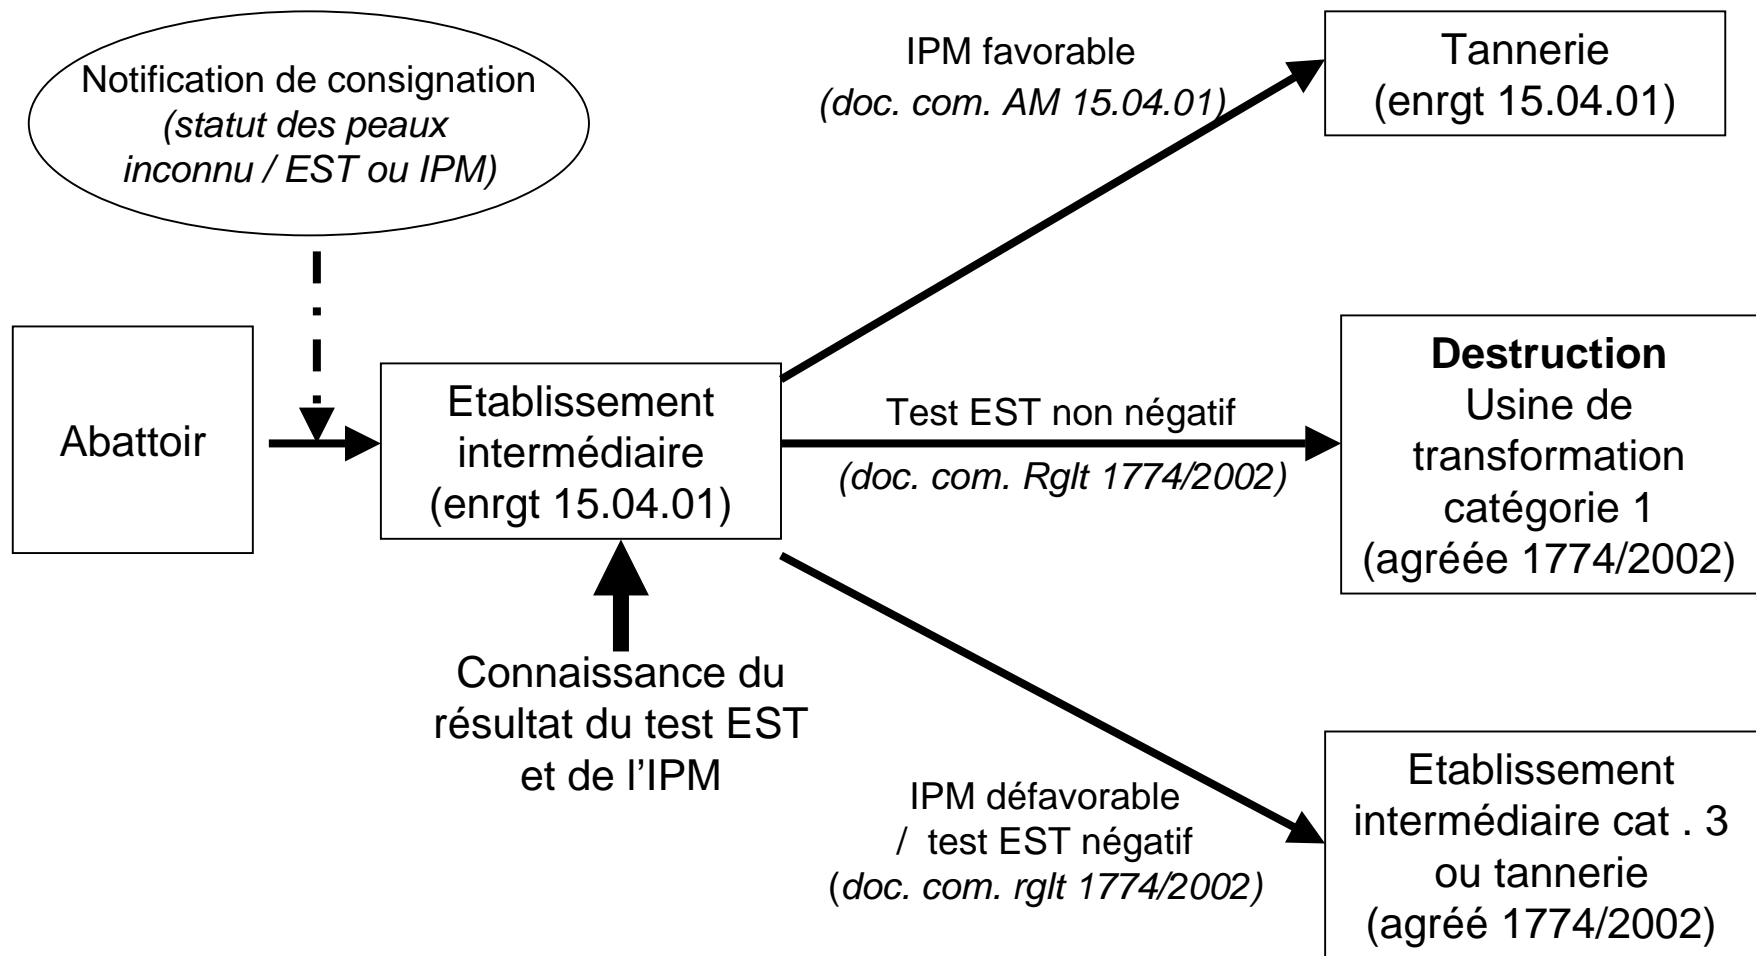 Notification de consignation
(statut des peaux
inconnu / EST ou IPM)
IPM favorable
(doc. com. AM 15.04.01)
Tannerie
(enrgt 15.04.01)
Abattoir
Etablissement
intermédiaire
(enrgt 15.04.01)
Test EST non négatif
(doc. com. Rglt 1774/2002)
Destruction
Usine de
transformation
catégorie 1
(agréée 1774/2002)
Connaissance du
résultat du test EST
et de l’IPM
IPM défavorable
/ test EST négatif
(doc. com. rglt 1774/2002)
Etablissement
intermédiaire cat . 3
ou tannerie
(agréé 1774/2002)